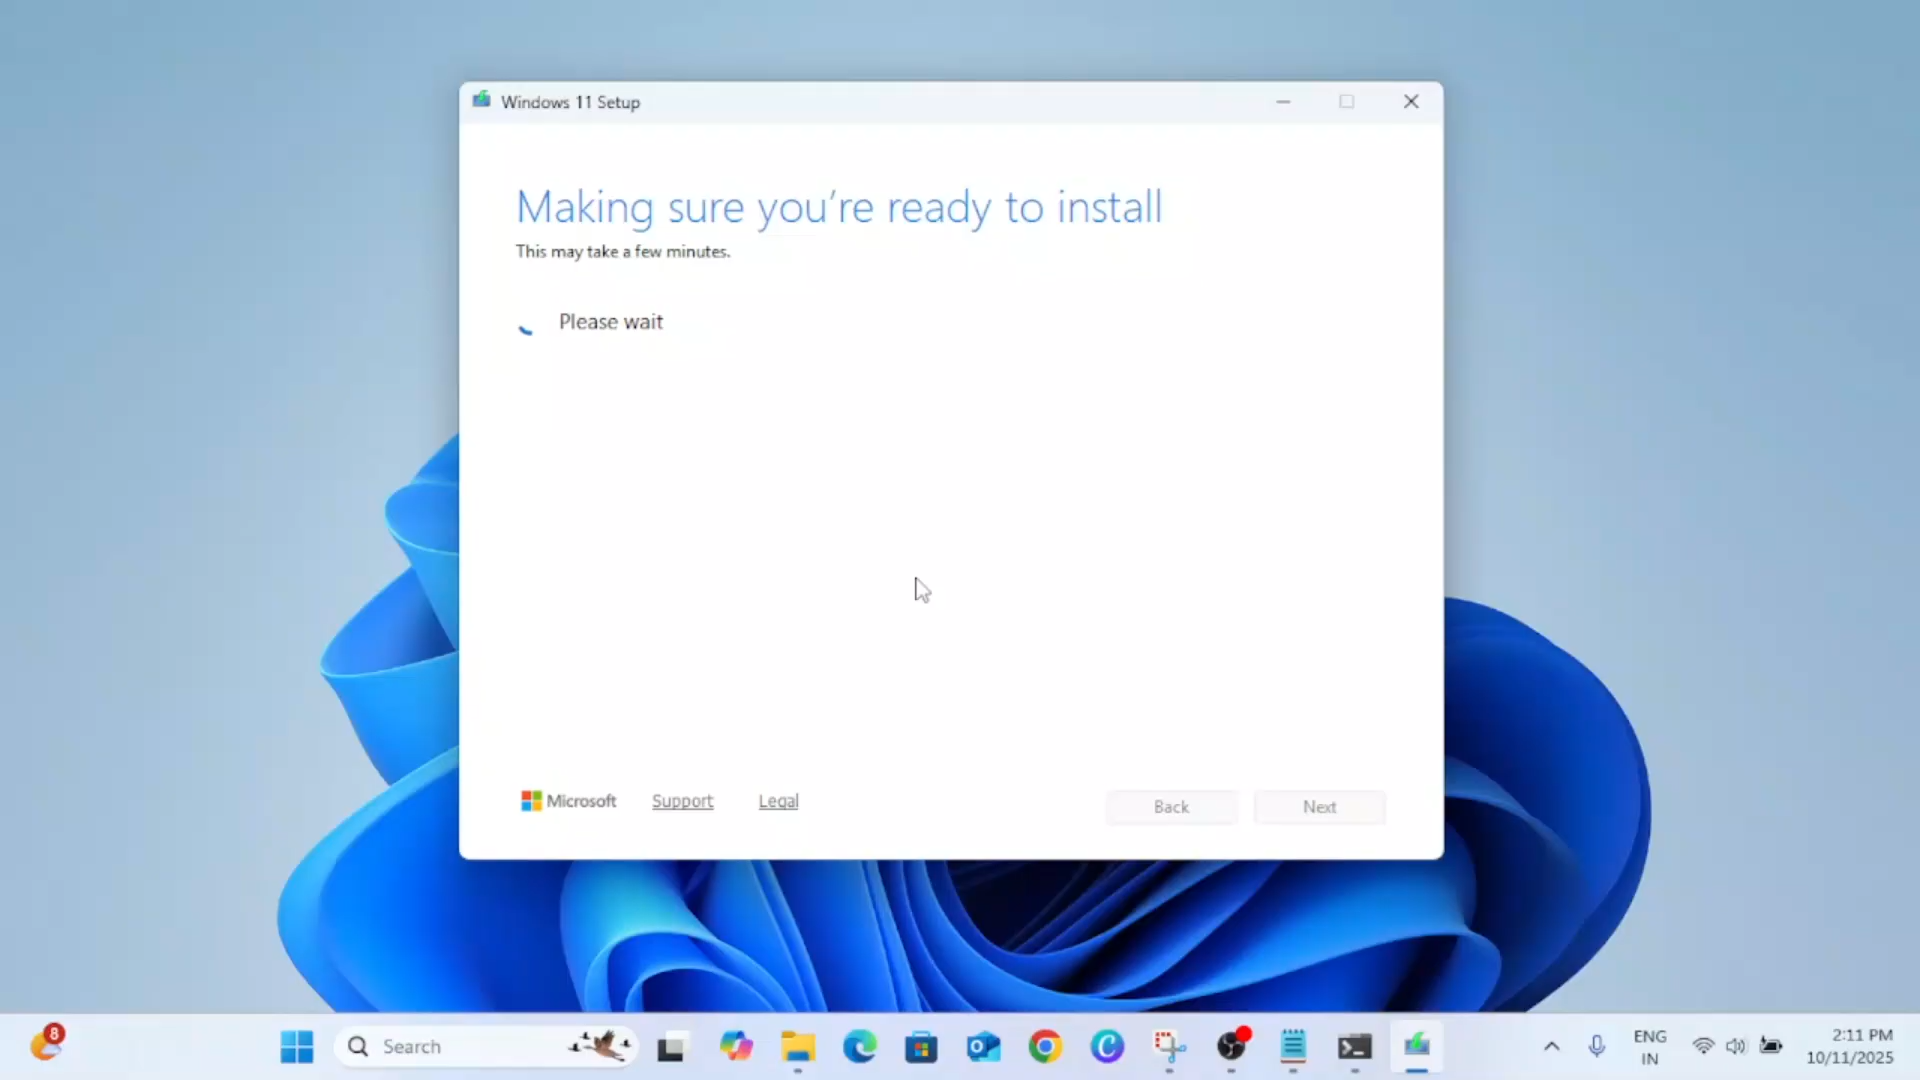 Windows 11 Setup
Making sure you're ready to install
This may take a few minutes.
Please wait
Microsoft Support Legal
Back Next
8
Search
ENG
IN
2:11 PM
10/11/2025